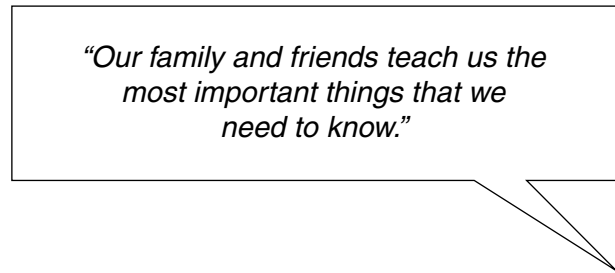 “Our family and friends teach us the
most important things that we
need to know.”